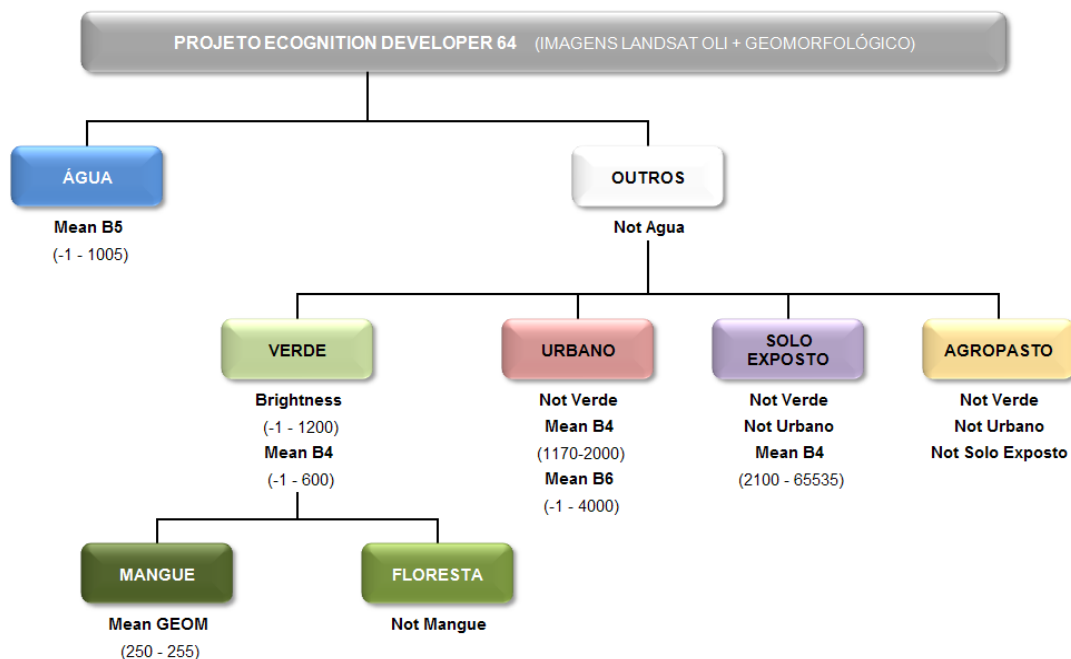 PROJETO ECOGNITION DEVELOPER 64 (IMAGENS LANDSAT OLI + GEOMORFOLÓGICO)
ÁGUA
Mean B5
(-1 - 1005)
OUTROS
Not Agua
VERDE
Brightness
(-1 - 1200)
Mean B4
(-1 - 600)
URBANO
Not Verde
Mean B4
(1170-2000)
Mean B6
(-1 - 4000)
SOLO
EXPOSTO
Not Verde
Not Urbano
Mean B4
(2100 - 65535)
AGROPASTO
Not Verde
Not Urbano
Not Solo Exposto
MANGUE
Mean GEOM
(250 - 255)
FLORESTA
Not Mangue